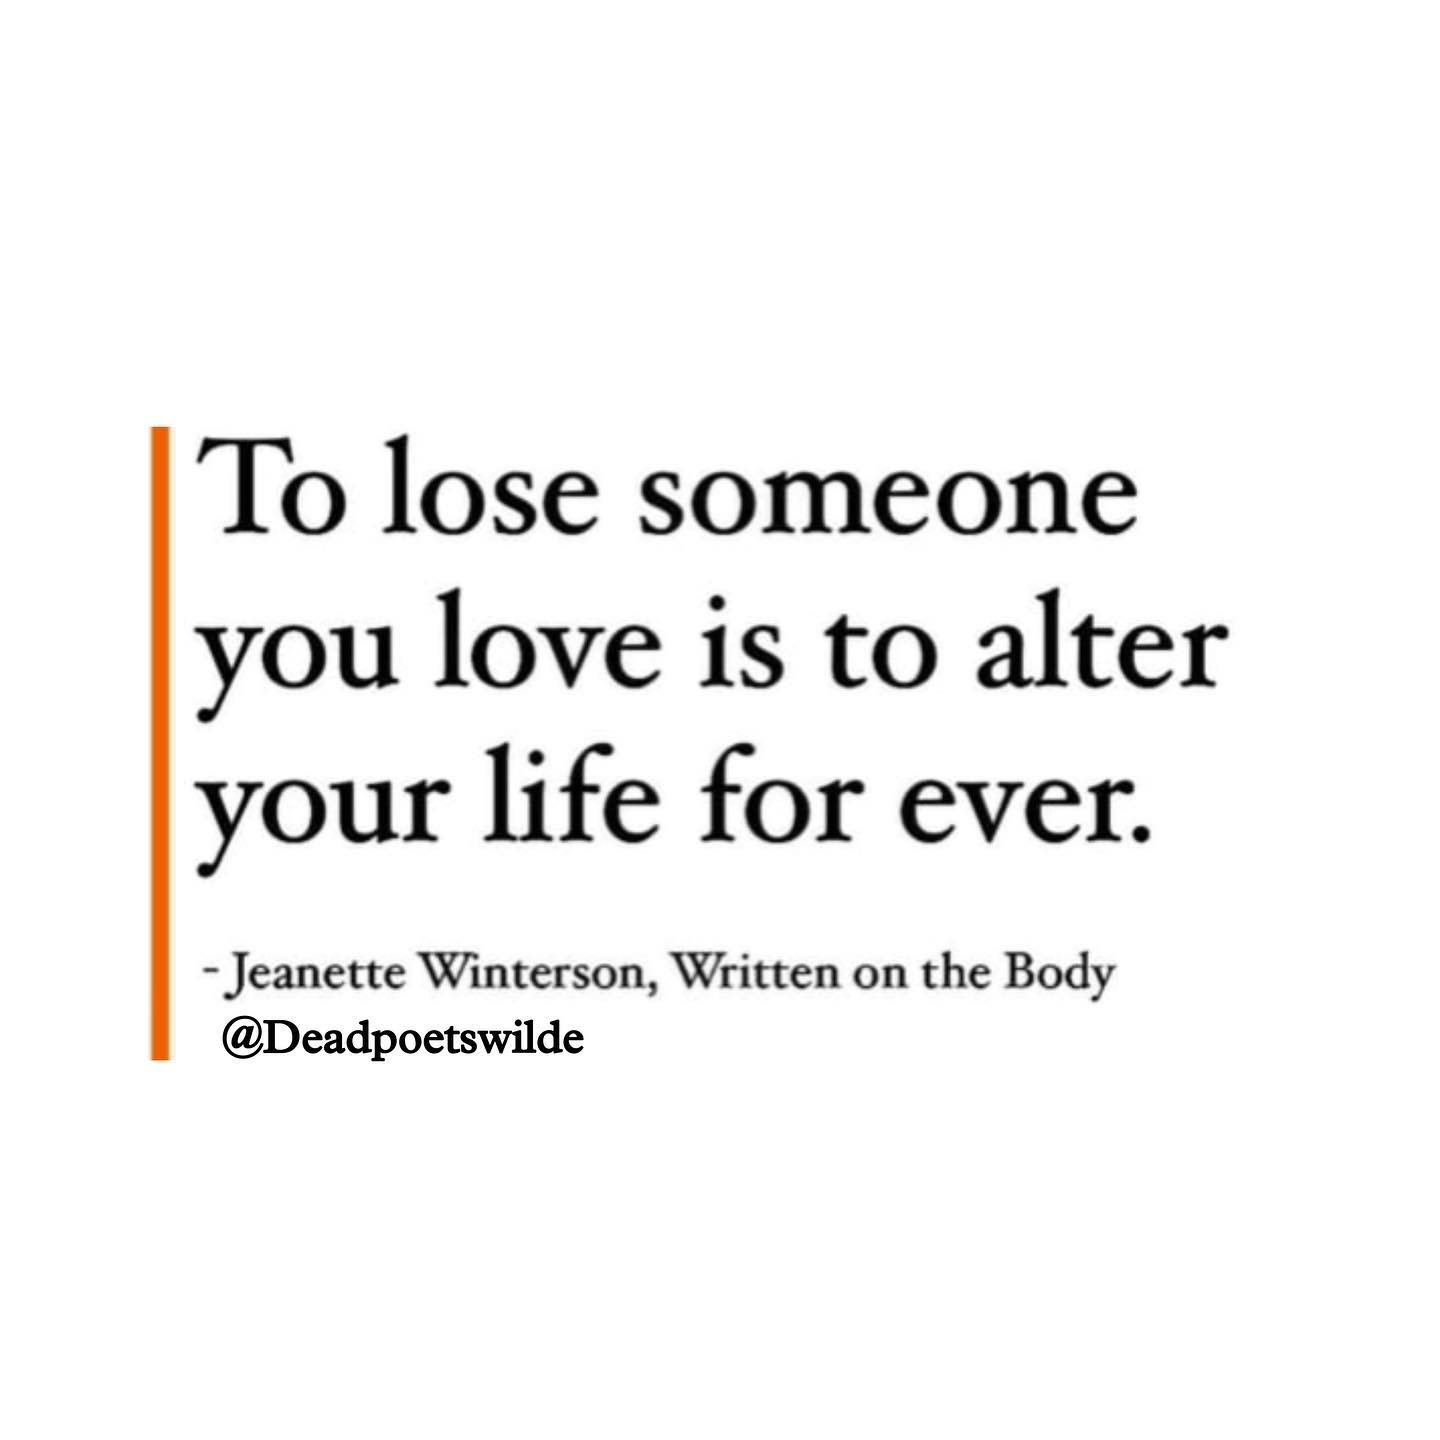 To lose someone
you love is to alter
your life for ever.
- Jeanette Winterson, Written on the Body
@Deadpoetswilde